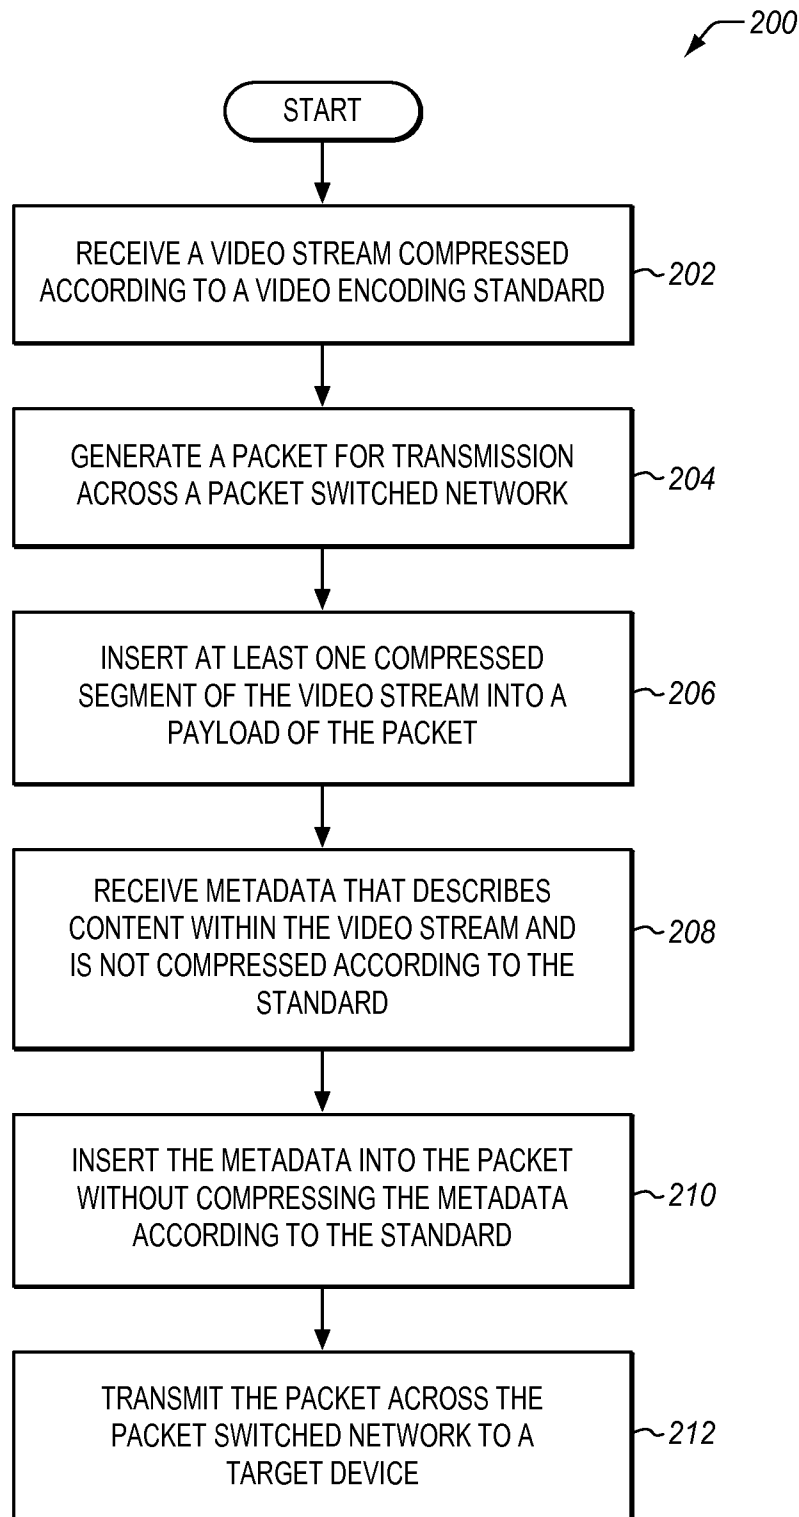 200
START
RECEIVE A VIDEO STREAM COMPRESSED
ACCORDING TO A VIDEO ENCODING STANDARD
202
GENERATE A PACKET FOR TRANSMISSION
ACROSS A PACKET SWITCHED NETWORK
204
INSERT AT LEAST ONE COMPRESSED
SEGMENT OF THE VIDEO STREAM INTO A
PAYLOAD OF THE PACKET
206
RECEIVE METADATA THAT DESCRIBES
CONTENT WITHIN THE VIDEO STREAM AND
IS NOT COMPRESSED ACCORDING TO THE
STANDARD
208
INSERT THE METADATA INTO THE PACKET
WITHOUT COMPRESSING THE METADATA
ACCORDING TO THE STANDARD
210
TRANSMIT THE PACKET ACROSS THE
PACKET SWITCHED NETWORK TO A
TARGET DEVICE
212